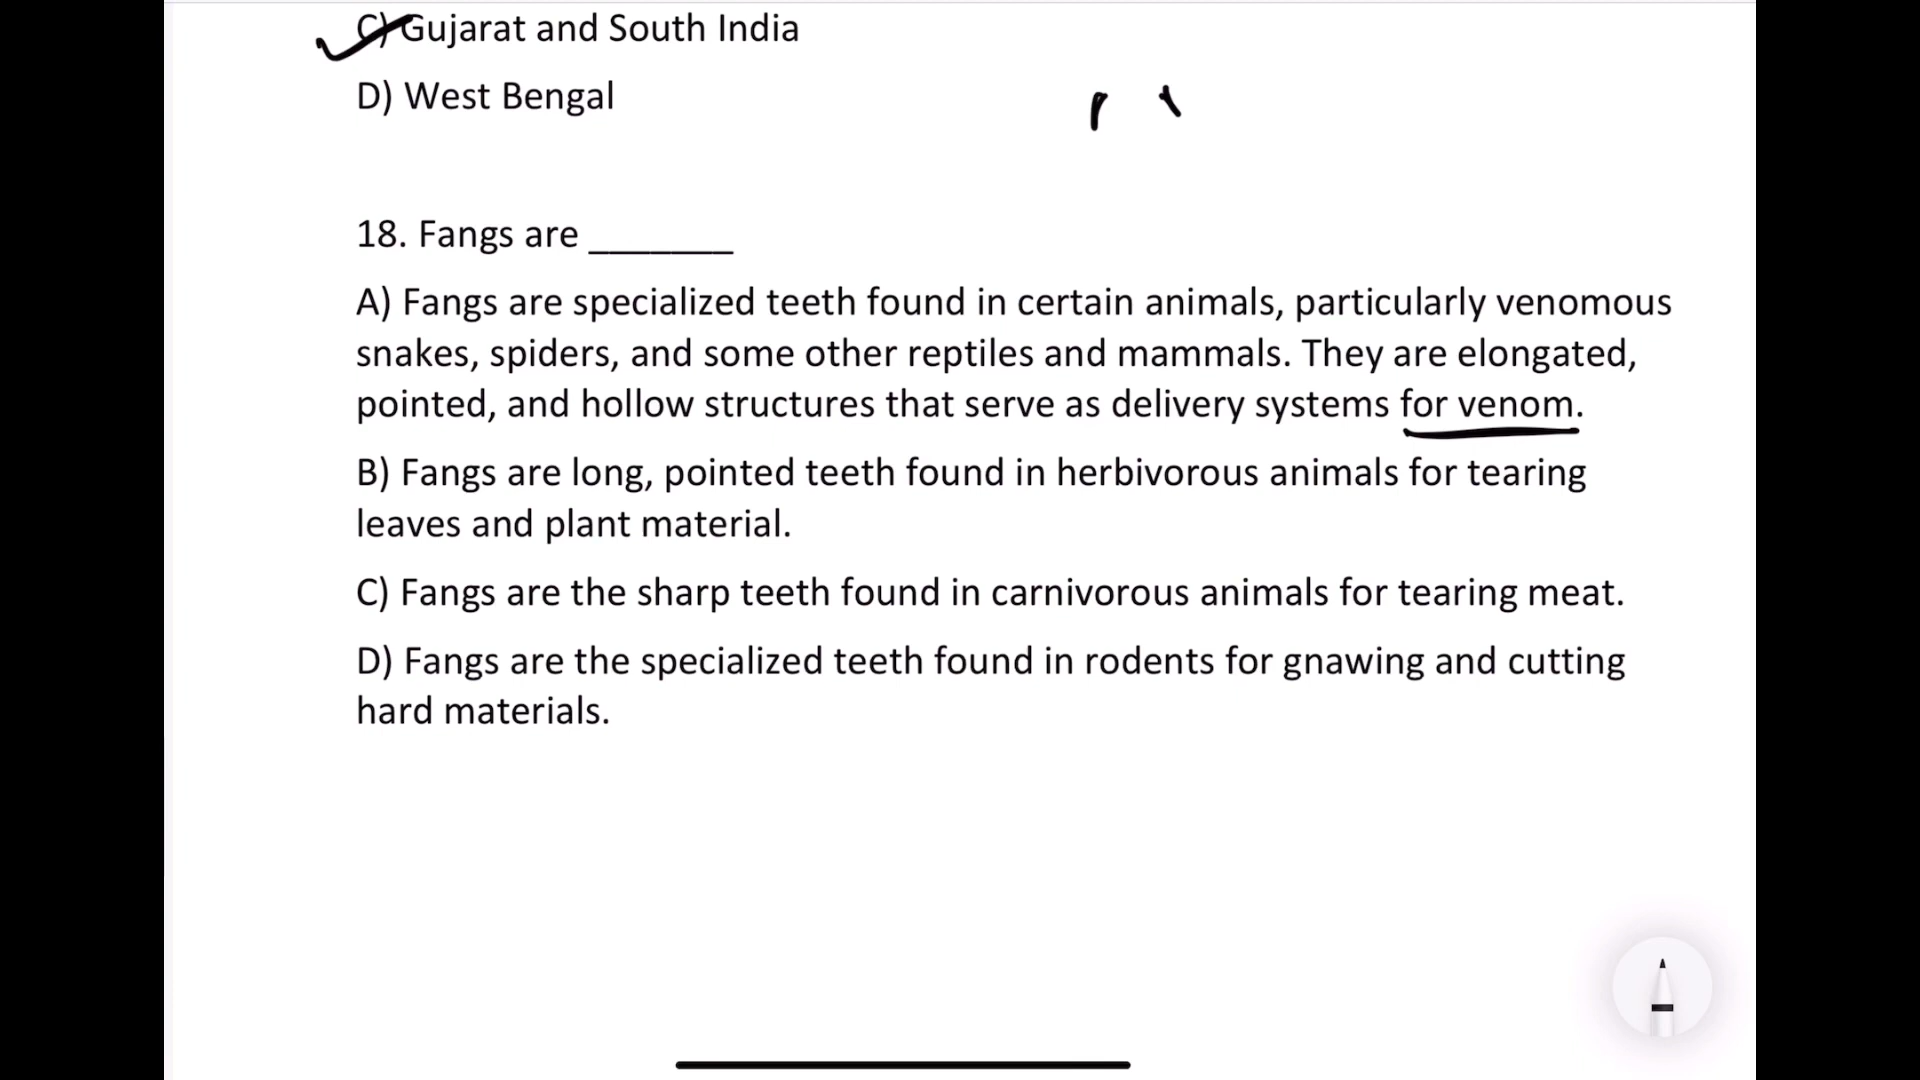 C) Gujarat and South India
D) West Bengal
18. Fangs are _______
A) Fangs are specialized teeth found in certain animals, particularly venomous
snakes, spiders, and some other reptiles and mammals. They are elongated,
pointed, and hollow structures that serve as delivery systems for venom.
B) Fangs are long, pointed teeth found in herbivorous animals for tearing
leaves and plant material.
C) Fangs are the sharp teeth found in carnivorous animals for tearing meat.
D) Fangs are the specialized teeth found in rodents for gnawing and cutting
hard materials.